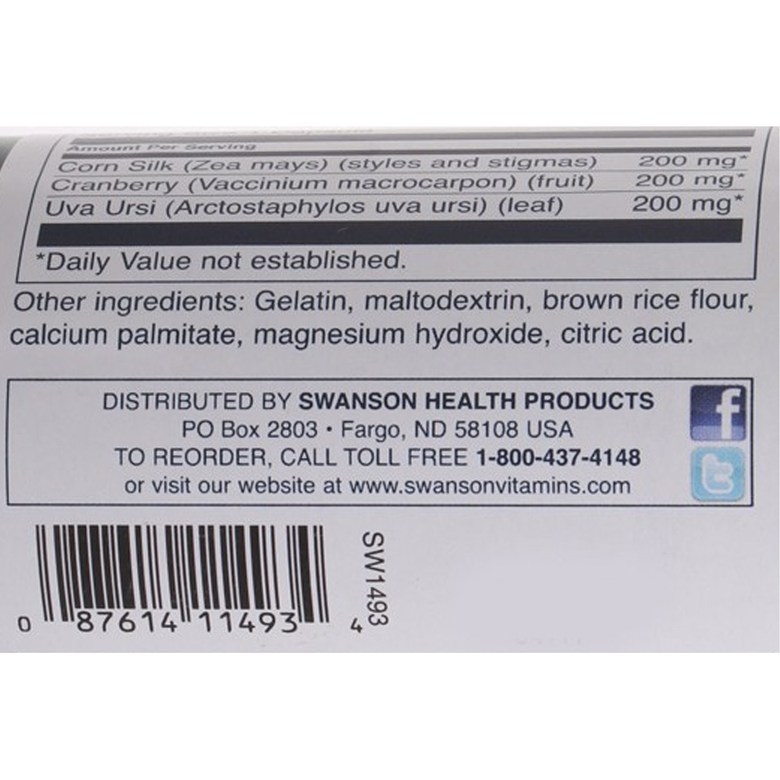 Amount Per Serving
Corn Silk (Zea mays) (styles and stigmas) 200 mg*
Cranberry (Vaccinium macrocarpon) (fruit) 200 mg*
Uva Ursi (Arctostaphylos uva ursi) (leaf) 200 mg*
*Daily Value not established.
Other ingredients: Gelatin, maltodextrin, brown rice flour,
calcium palmitate, magnesium hydroxide, citric acid.
DISTRIBUTED BY SWANSON HEALTH PRODUCTS
PO Box 2803 • Fargo, ND 58108 USA
TO REORDER, CALL TOLL FREE 1-800-437-4148
or visit our website at www.swansonvitamins.com
f
t
0 87614 11493 4
SW1493